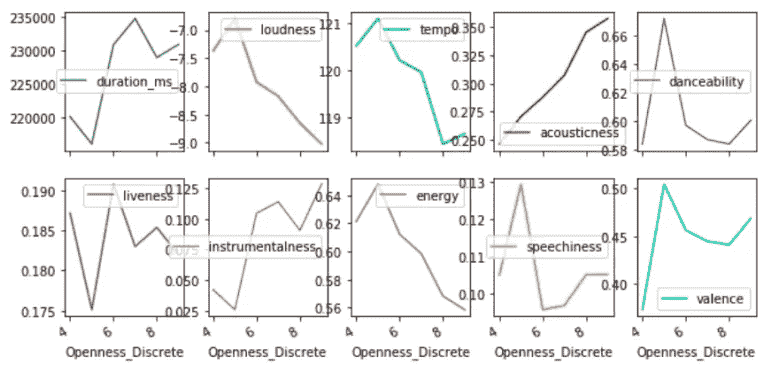 235000
230000
225000
220000
duration_ms
−7.0
−7.5
−8.0
−8.5
−9.0
loudness
121
120
119
tempo
0.350
0.325
0.300
0.275
0.250
acousticness
0.66
0.64
0.62
0.60
0.58
danceability
0.190
0.185
0.180
0.175
liveness
4 6 8
Openness_Discrete
0.125
0.100
0.075
0.050
0.025
instrumentalness
4 6 8
Openness_Discrete
0.64
0.62
0.60
0.58
0.56
energy
4 6 8
Openness_Discrete
0.13
0.12
0.11
0.10
speechiness
4 6 8
Openness_Discrete
0.50
0.45
0.40
valence
4 6 8
Openness_Discrete